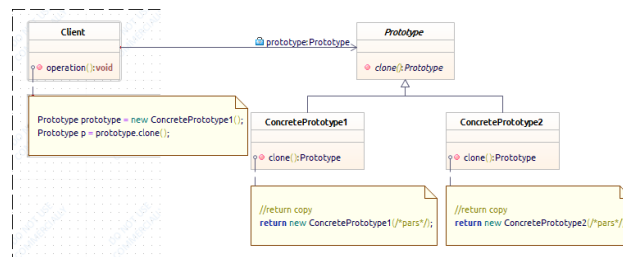 Client
operation():void
prototype:Prototype
Prototype
clone():Prototype
Prototype prototype = new ConcretePrototype1();
Prototype p = prototype.clone();
ConcretePrototype1
clone():Prototype
ConcretePrototype2
clone():Prototype
//return copy
return new ConcretePrototype1(/*pars*/);
//return copy
return new ConcretePrototype2(/*pars*/